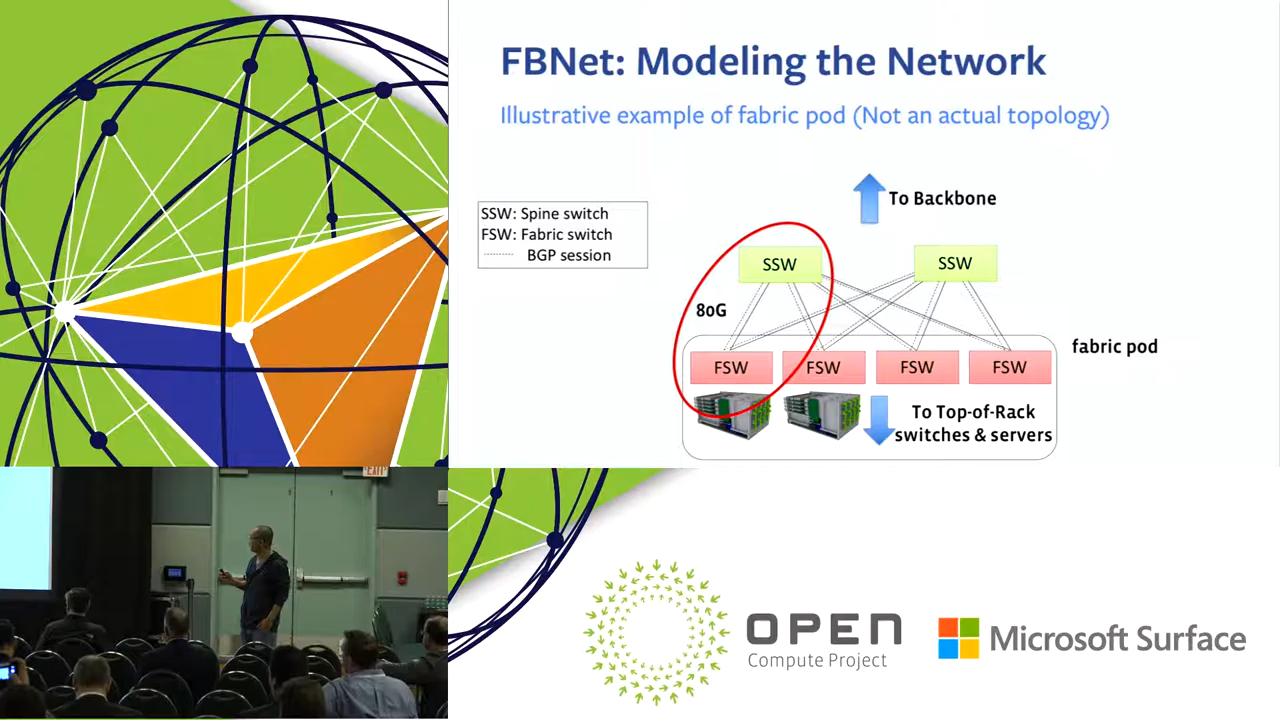 FBNet: Modeling the Network
Illustrative example of fabric pod (Not an actual topology)
To Backbone
SSW: Spine switch
FSW: Fabric switch
BGP session
SSW
SSW
80G
fabric pod
FSW
FSW
FSW
FSW
To Top-of-Rack
switches & servers
EXIT
OPEN
Compute Project
Microsoft Surface